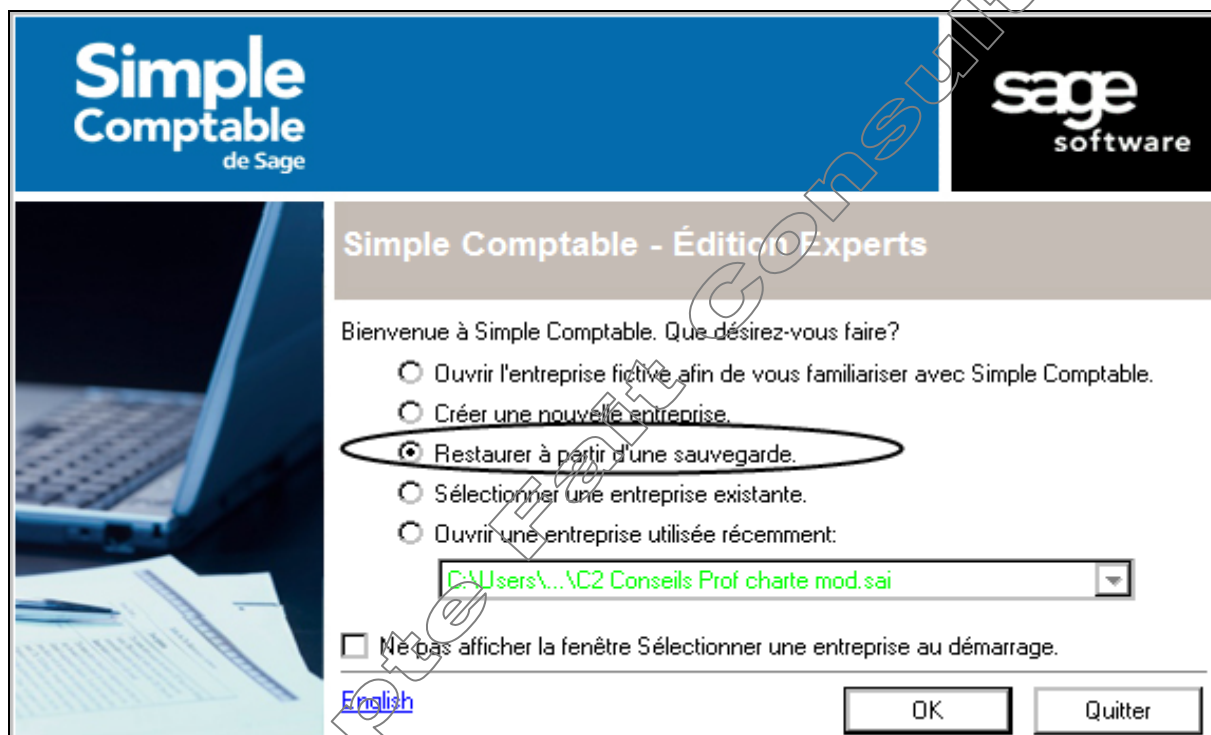 Simple
Comptable
de Sage
sage
software
Simple Comptable - Édition Experts
Bienvenue à Simple Comptable. Que désirez-vous faire?
Ouvrir l'entreprise fictive afin de vous familiariser avec Simple Comptable.
Créer une nouvelle entreprise.
Restaurer à partir d'une sauvegarde.
Sélectionner une entreprise existante.
Ouvrir une entreprise utilisée récemment:
C:\Users\...\C2 Conseils Prof charte mod.sai
Ne pas afficher la fenêtre Sélectionner une entreprise au démarrage.
English
OK
Quitter
pte Fait Consult